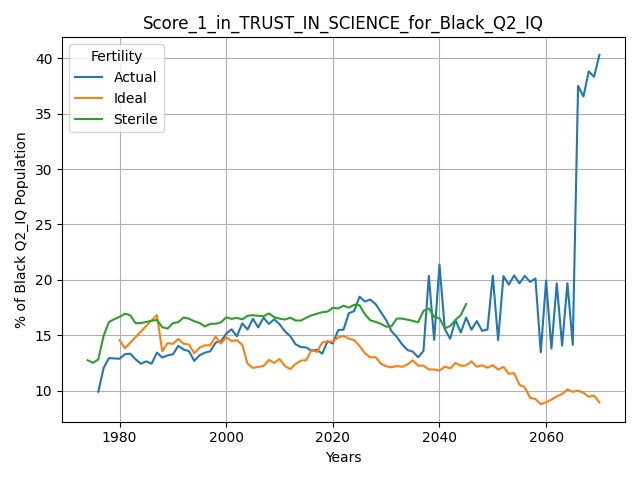 Score_1_in_TRUST_IN_SCIENCE_for_Black_Q2_IQ
Fertility
Actual
Ideal
Sterile
% of Black Q2_IQ Population
40
35
30
25
20
15
10
1980
2000
2020
2040
2060
Years